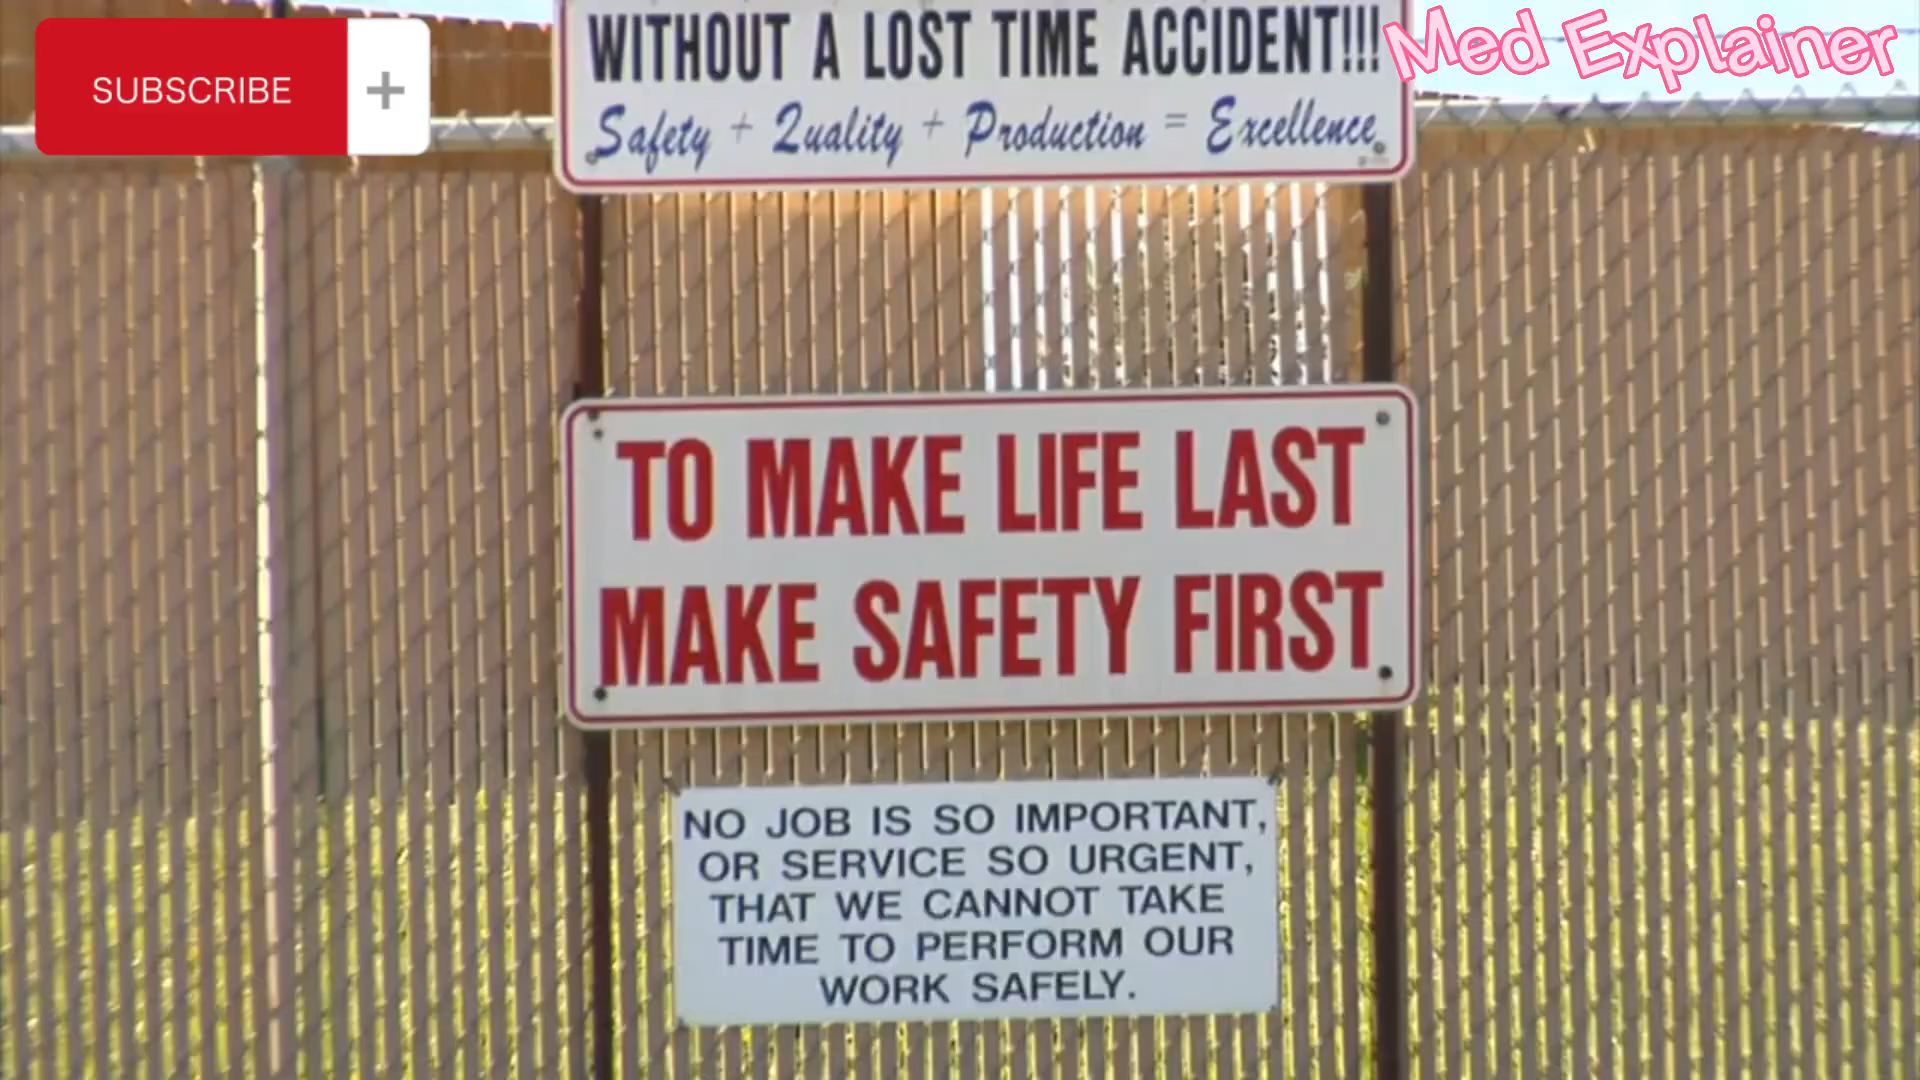 SUBSCRIBE +
Med Explainer
WITHOUT A LOST TIME ACCIDENT!!!
Safety + Quality + Production = Excellence
TO MAKE LIFE LAST
MAKE SAFETY FIRST
NO JOB IS SO IMPORTANT,
OR SERVICE SO URGENT,
THAT WE CANNOT TAKE
TIME TO PERFORM OUR
WORK SAFELY.